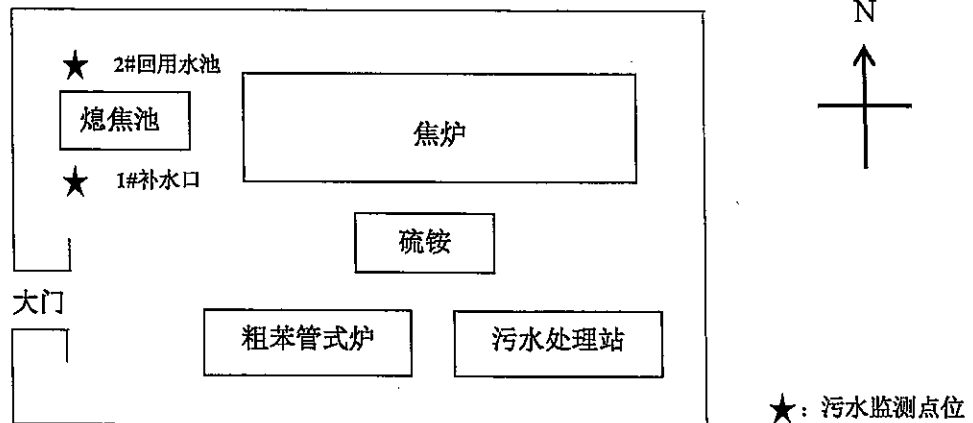 N
★ 2#回用水池
熄焦池
焦炉
★ 1#补水口
硫铵
大门
粗苯管式炉
污水处理站
★：污水监测点位